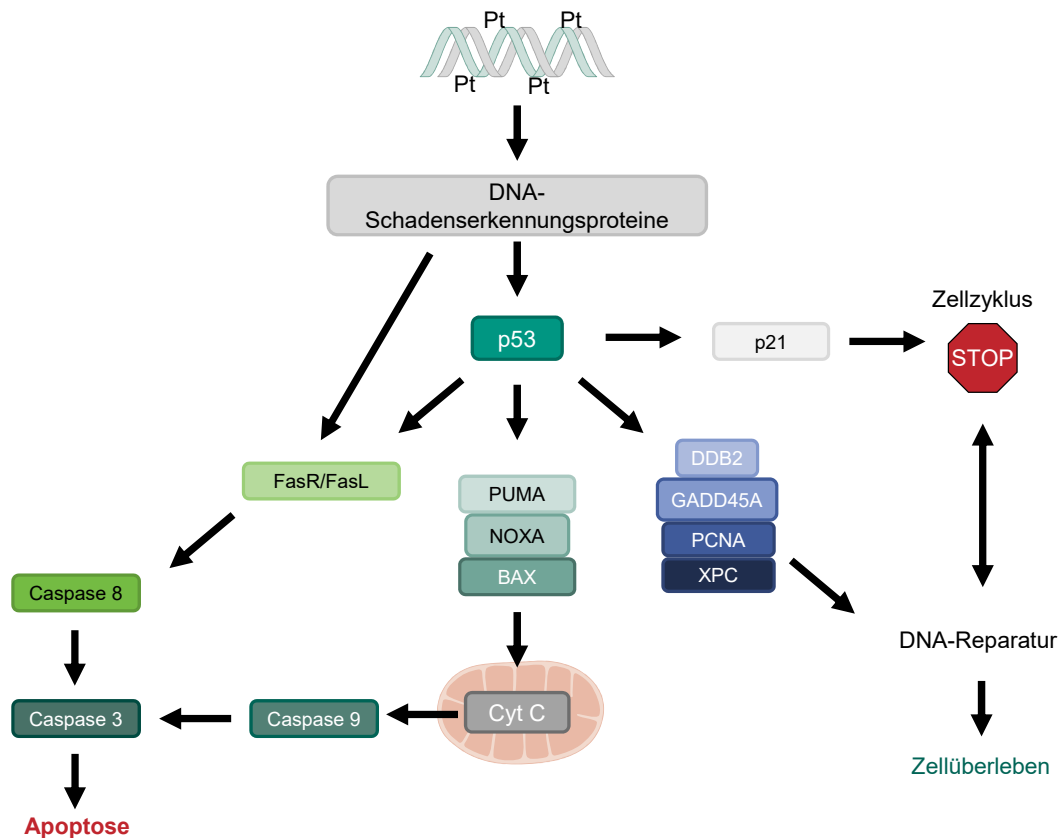 Pt
Pt
Pt
Pt
DNA-
Schadenserkennungsproteine
Zellzyklus
p53
p21
STOP
DDB2
FasR/FasL
PUMA
GADD45A
NOXA
PCNA
BAX
XPC
Caspase 8
DNA-Reparatur
Caspase 3
Caspase 9
Cyt C
Zellüberleben
Apoptose